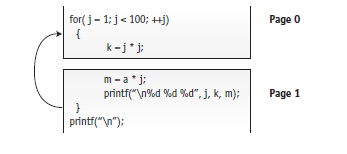 for( j – 1; j < 100; ++j)
Page 0
{
k – j * j;
m – a * j;
printf("\n%d %d %d", j, k, m);
Page 1
}
printf("\n");